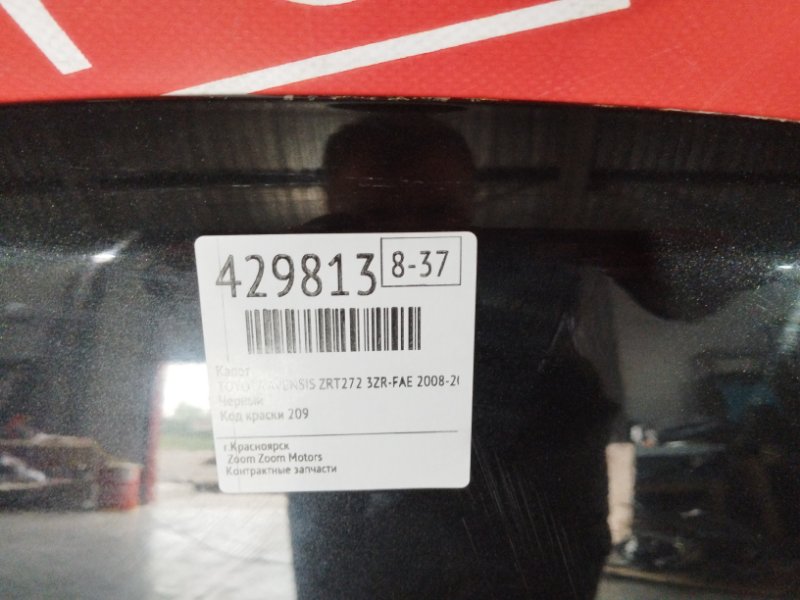 429813
8-37
Капот
TOYOTA AVENSIS ZRT272 3ZR-FAE 2008-20
Черный
Код краски 209
г.Красноярск
Zoom Zoom Motors
Контрактные запчасти